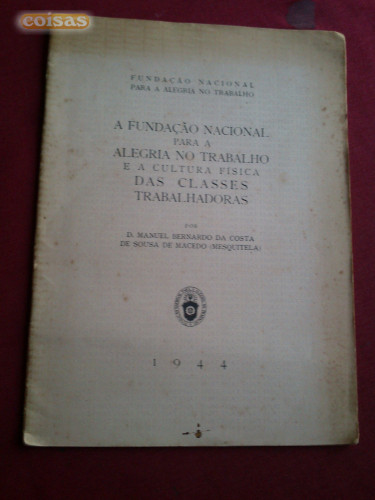 coisas
FUNDAÇÃO NACIONAL
PARA A ALEGRIA NO TRABALHO
A FUNDAÇÃO NACIONAL
PARA A
ALEGRIA NO TRABALHO
E A CULTURA FÍSICA
DAS CLASSES
TRABALHADORAS
POR
D. MANUEL BERNARDO DA COSTA
DE SOUSA DE MACEDO (MESQUITELA)
1944